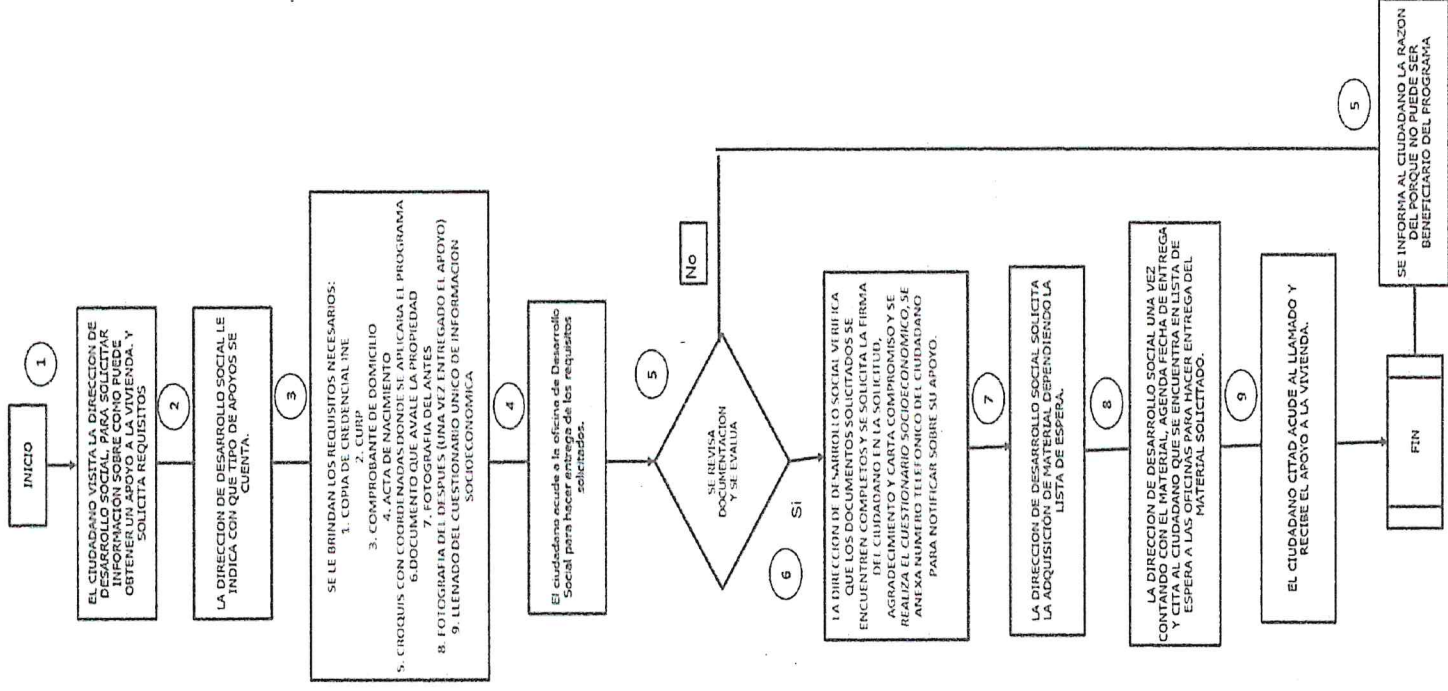 INICIO
1
EL CIUDADANO VISITA LA DIRECCION DE
DESARROLLO SOCIAL, PARA SOLICITAR
INFORMACION SOBRE COMO PUEDE
OBTENER UN APOYO A LA VIVIENDA, Y
SOLICITA REQUISITOS
2
LA DIRECCION DE DESARROLLO SOCIAL LE
INDICA CON QUE TIPO DE APOYOS SE
CUENTA.
3
SE LE BRINDAN LOS REQUISITOS NECESARIOS:
1. COPIA DE CREDENCIAL INE
2. CURP
3. COMPROBANTE DE DOMICILIO
4. ACTA DE NACIMIENTO
5. CROQUIS CON COORDENADAS DONDE SE APLICARA EL PROGRAMA
6.DOCUMENTO QUE AVALE LA PROPIEDAD
7. FOTOGRAFIA DEL ANTES
8. FOTOGRAFIA DEL DESPUES (UNA VEZ ENTREGADO EL APOYO)
9. LLENADO DEL CUESTIONARIO UNICO DE INFORMACION
SOCIOECONOMICA
4
El ciudadano acude a la oficina de Desarrollo
Social para hacer entrega de los requisitos
solicitados.
5
SE REVISA
DOCUMENTACION
Y SE EVALUA
No
Si
6
LA DIRECCION DE DESARROLLO SOCIAL VERIFICA
QUE LOS DOCUMENTOS SOLICITADOS SE
ENCUENTREN COMPLETOS Y SE SOLICITA LA FIRMA
DEL CIUDADANO EN LA SOLICITUD,
AGRADECIMIENTO Y CARTA COMPROMISO Y SE
REALIZA EL CUESTIONARIO SOCIOECONOMICO,SE
ANEXA NUMERO TELEFONICO DEL CIUDADANO
PARA NOTIFICAR SOBRE SU APOYO.
7
LA DIRECCION DE DESARROLLO SOCIAL SOLICITA
LA ADQUISICIÓN DE MATERIAL DEPENDIENDO LA
LISTA DE ESPERA.
8
LA DIRECCION DE DESARROLLO SOCIAL UNA VEZ
CONTANDO CON EL MATERIAL, AGENDA FECHA DE ENTREGA
Y CITA AL CIUDADANO QUE SE ENCUENTRA EN LISTA DE
ESPERA A LAS OFICINAS PARA HACER ENTREGA DEL
MATERIAL SOLICITADO.
9
EL CIUDADANO CITAD ACUDE AL LLAMADO Y
RECIBE EL APOYO A LA VIVIENDA.
5
SE INFORMA AL CIUDADANO LA RAZON
DEL PORQUE NO PUEDE SER
BENEFICIARIO DEL PROGRAMA
FIN